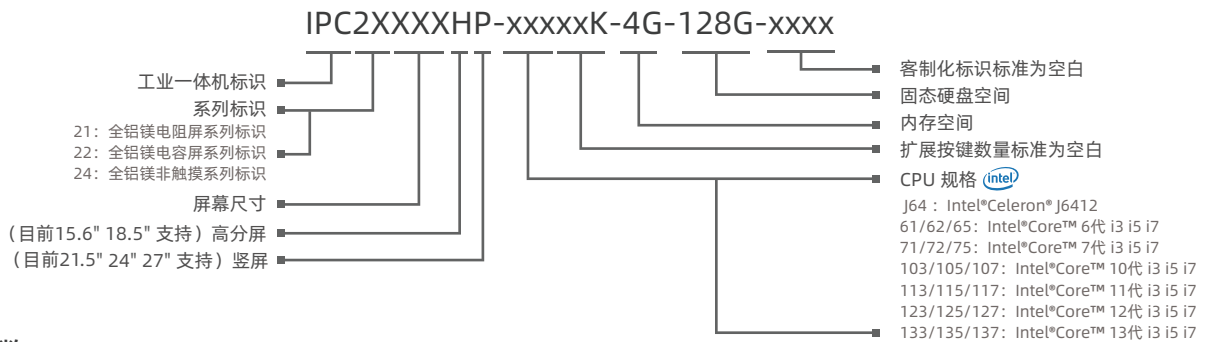 IPC2XXXXHP-xxxxxK-4G-128G-xxxx
工业一体机标识
系列标识
21：全铝镁电阻屏系列标识
22：全铝镁电容屏系列标识
24：全铝镁非触摸系列标识
屏幕尺寸
（目前15.6" 18.5" 支持）高分屏
（目前21.5" 24" 27" 支持）竖屏
客制化标识标准为空白
固态硬盘空间
内存空间
扩展按键数量标准为空白
CPU 规格 intel
J64：Intel®Celeron® J6412
61/62/65：Intel®Core™ 6代 i3 i5 i7
71/72/75：Intel®Core™ 7代 i3 i5 i7
103/105/107：Intel®Core™ 10代 i3 i5 i7
113/115/117：Intel®Core™ 11代 i3 i5 i7
123/125/127：Intel®Core™ 12代 i3 i5 i7
133/135/137：Intel®Core™ 13代 i3 i5 i7